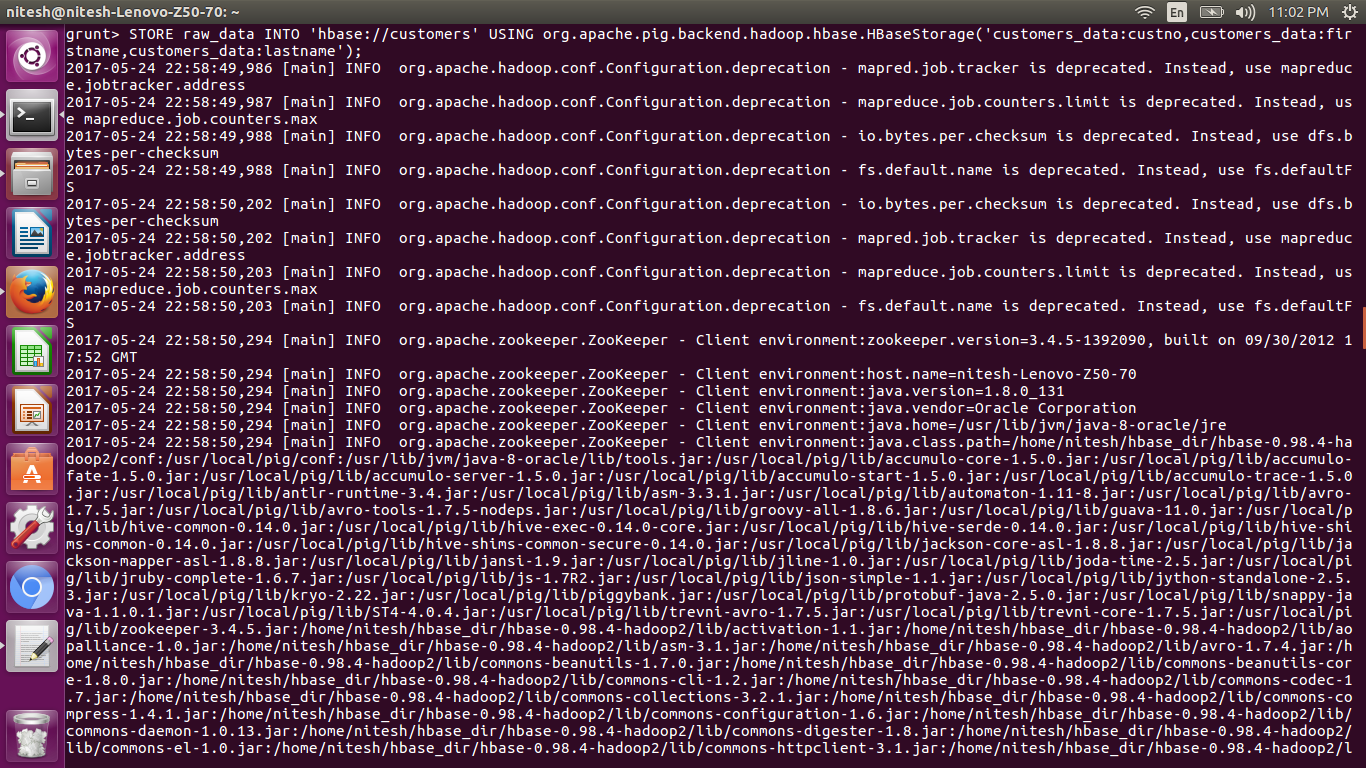 nitesh@nitesh-Lenovo-Z50-70: ~
En
11:02 PM
grunt> STORE raw_data INTO 'hbase://customers' USING org.apache.pig.backend.hadoop.hbase.HBaseStorage('customers_data:custno,customers_data:fir
stname,customers_data:lastname');
2017-05-24 22:58:49,986 [main] INFO  org.apache.hadoop.conf.Configuration.deprecation - mapred.job.tracker is deprecated. Instead, use mapreduc
e.jobtracker.address
2017-05-24 22:58:49,987 [main] INFO  org.apache.hadoop.conf.Configuration.deprecation - mapreduce.job.counters.limit is deprecated. Instead, us
e mapreduce.job.counters.max
2017-05-24 22:58:49,988 [main] INFO  org.apache.hadoop.conf.Configuration.deprecation - io.bytes.per.checksum is deprecated. Instead, use dfs.b
ytes-per-checksum
2017-05-24 22:58:49,988 [main] INFO  org.apache.hadoop.conf.Configuration.deprecation - fs.default.name is deprecated. Instead, use fs.defaultF
S
2017-05-24 22:58:50,202 [main] INFO  org.apache.hadoop.conf.Configuration.deprecation - io.bytes.per.checksum is deprecated. Instead, use dfs.b
ytes-per-checksum
2017-05-24 22:58:50,202 [main] INFO  org.apache.hadoop.conf.Configuration.deprecation - mapred.job.tracker is deprecated. Instead, use mapreduc
e.jobtracker.address
2017-05-24 22:58:50,203 [main] INFO  org.apache.hadoop.conf.Configuration.deprecation - mapreduce.job.counters.limit is deprecated. Instead, us
e mapreduce.job.counters.max
2017-05-24 22:58:50,203 [main] INFO  org.apache.hadoop.conf.Configuration.deprecation - fs.default.name is deprecated. Instead, use fs.defaultF
S
2017-05-24 22:58:50,294 [main] INFO  org.apache.zookeeper.ZooKeeper - Client environment:zookeeper.version=3.4.5-1392090, built on 09/30/2012 1
7:52 GMT
2017-05-24 22:58:50,294 [main] INFO  org.apache.zookeeper.ZooKeeper - Client environment:host.name=nitesh-Lenovo-Z50-70
2017-05-24 22:58:50,294 [main] INFO  org.apache.zookeeper.ZooKeeper - Client environment:java.version=1.8.0_131
2017-05-24 22:58:50,294 [main] INFO  org.apache.zookeeper.ZooKeeper - Client environment:java.vendor=Oracle Corporation
2017-05-24 22:58:50,294 [main] INFO  org.apache.zookeeper.ZooKeeper - Client environment:java.home=/usr/lib/jvm/java-8-oracle/jre
2017-05-24 22:58:50,294 [main] INFO  org.apache.zookeeper.ZooKeeper - Client environment:java.class.path=/home/nitesh/hbase_dir/hbase-0.98.4-ha
doop2/conf:/usr/local/pig/conf:/usr/lib/jvm/java-8-oracle/lib/tools.jar:/usr/local/pig/lib/accumulo-core-1.5.0.jar:/usr/local/pig/lib/accumulo-
fate-1.5.0.jar:/usr/local/pig/lib/accumulo-server-1.5.0.jar:/usr/local/pig/lib/accumulo-start-1.5.0.jar:/usr/local/pig/lib/accumulo-trace-1.5.0
.jar:/usr/local/pig/lib/antlr-runtime-3.4.jar:/usr/local/pig/lib/asm-3.3.1.jar:/usr/local/pig/lib/automaton-1.11-8.jar:/usr/local/pig/lib/avro-
1.7.5.jar:/usr/local/pig/lib/avro-tools-1.7.5-nodeps.jar:/usr/local/pig/lib/groovy-all-1.8.6.jar:/usr/local/pig/lib/guava-11.0.jar:/usr/local/p
ig/lib/hive-common-0.14.0.jar:/usr/local/pig/lib/hive-exec-0.14.0-core.jar:/usr/local/pig/lib/hive-serde-0.14.0.jar:/usr/local/pig/lib/hive-shi
ms-common-0.14.0.jar:/usr/local/pig/lib/hive-shims-common-secure-0.14.0.jar:/usr/local/pig/lib/jackson-core-asl-1.8.8.jar:/usr/local/pig/lib/ja
ckson-mapper-asl-1.8.8.jar:/usr/local/pig/lib/jansi-1.9.jar:/usr/local/pig/lib/jline-1.0.jar:/usr/local/pig/lib/joda-time-2.5.jar:/usr/local/pi
g/lib/jruby-complete-1.6.7.jar:/usr/local/pig/lib/js-1.7R2.jar:/usr/local/pig/lib/json-simple-1.1.jar:/usr/local/pig/lib/jython-standalone-2.5.
3.jar:/usr/local/pig/lib/kryo-2.22.jar:/usr/local/pig/lib/piggybank.jar:/usr/local/pig/lib/protobuf-java-2.5.0.jar:/usr/local/pig/lib/snappy-ja
va-1.1.0.1.jar:/usr/local/pig/lib/ST4-4.0.4.jar:/usr/local/pig/lib/trevni-avro-1.7.5.jar:/usr/local/pig/lib/trevni-core-1.7.5.jar:/usr/local/pi
g/lib/zookeeper-3.4.5.jar:/home/nitesh/hbase_dir/hbase-0.98.4-hadoop2/lib/activation-1.1.jar:/home/nitesh/hbase_dir/hbase-0.98.4-hadoop2/lib/ao
palliance-1.0.jar:/home/nitesh/hbase_dir/hbase-0.98.4-hadoop2/lib/asm-3.1.jar:/home/nitesh/hbase_dir/hbase-0.98.4-hadoop2/lib/avro-1.7.4.jar:/h
ome/nitesh/hbase_dir/hbase-0.98.4-hadoop2/lib/commons-beanutils-1.7.0.jar:/home/nitesh/hbase_dir/hbase-0.98.4-hadoop2/lib/commons-beanutils-cor
e-1.8.0.jar:/home/nitesh/hbase_dir/hbase-0.98.4-hadoop2/lib/commons-cli-1.2.jar:/home/nitesh/hbase_dir/hbase-0.98.4-hadoop2/lib/commons-codec-1
.7.jar:/home/nitesh/hbase_dir/hbase-0.98.4-hadoop2/lib/commons-collections-3.2.1.jar:/home/nitesh/hbase_dir/hbase-0.98.4-hadoop2/lib/commons-co
mpress-1.4.1.jar:/home/nitesh/hbase_dir/hbase-0.98.4-hadoop2/lib/commons-configuration-1.6.jar:/home/nitesh/hbase_dir/hbase-0.98.4-hadoop2/lib/
commons-daemon-1.0.13.jar:/home/nitesh/hbase_dir/hbase-0.98.4-hadoop2/lib/commons-digester-1.8.jar:/home/nitesh/hbase_dir/hbase-0.98.4-hadoop2/
lib/commons-el-1.0.jar:/home/nitesh/hbase_dir/hbase-0.98.4-hadoop2/lib/commons-httpclient-3.1.jar:/home/nitesh/hbase_dir/hbase-0.98.4-hadoop2/l